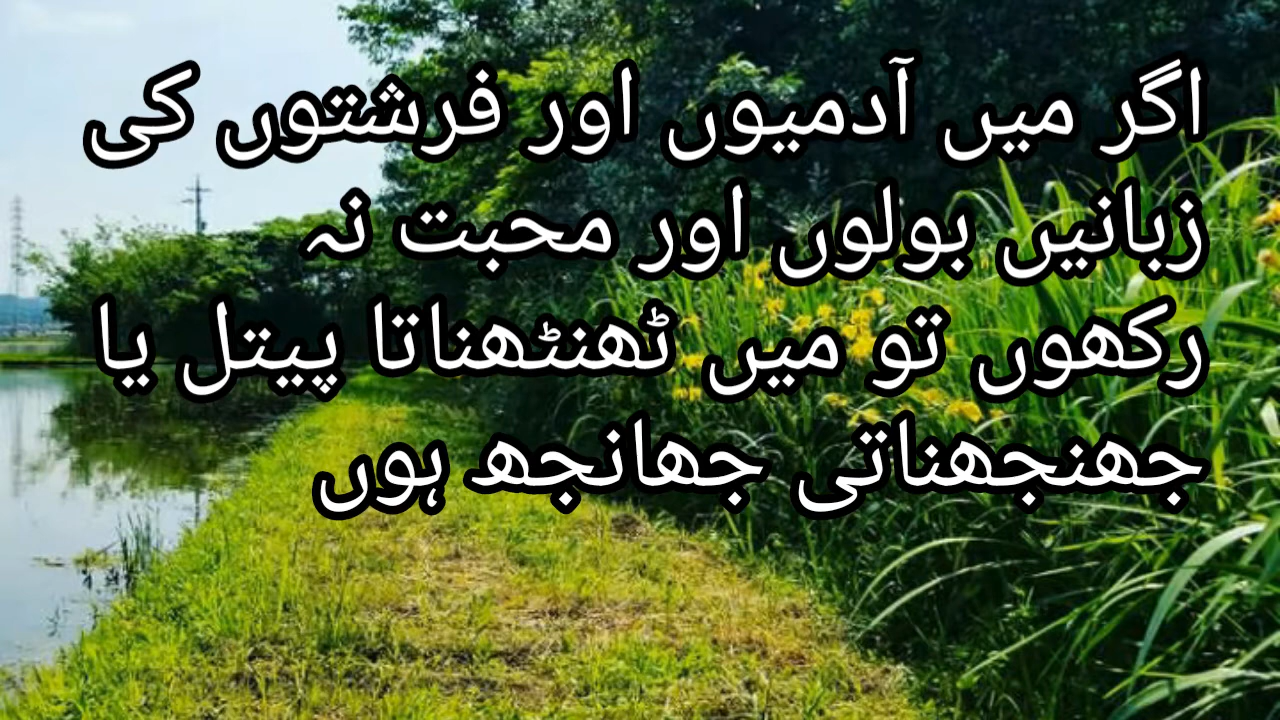 اگر میں آدمیوں اور فرشتوں کی
زبانیں بولوں اور محبت نہ
رکھوں تو میں ٹھنٹھناتا پیتل یا
جھنجھناتی جھانجھ ہوں